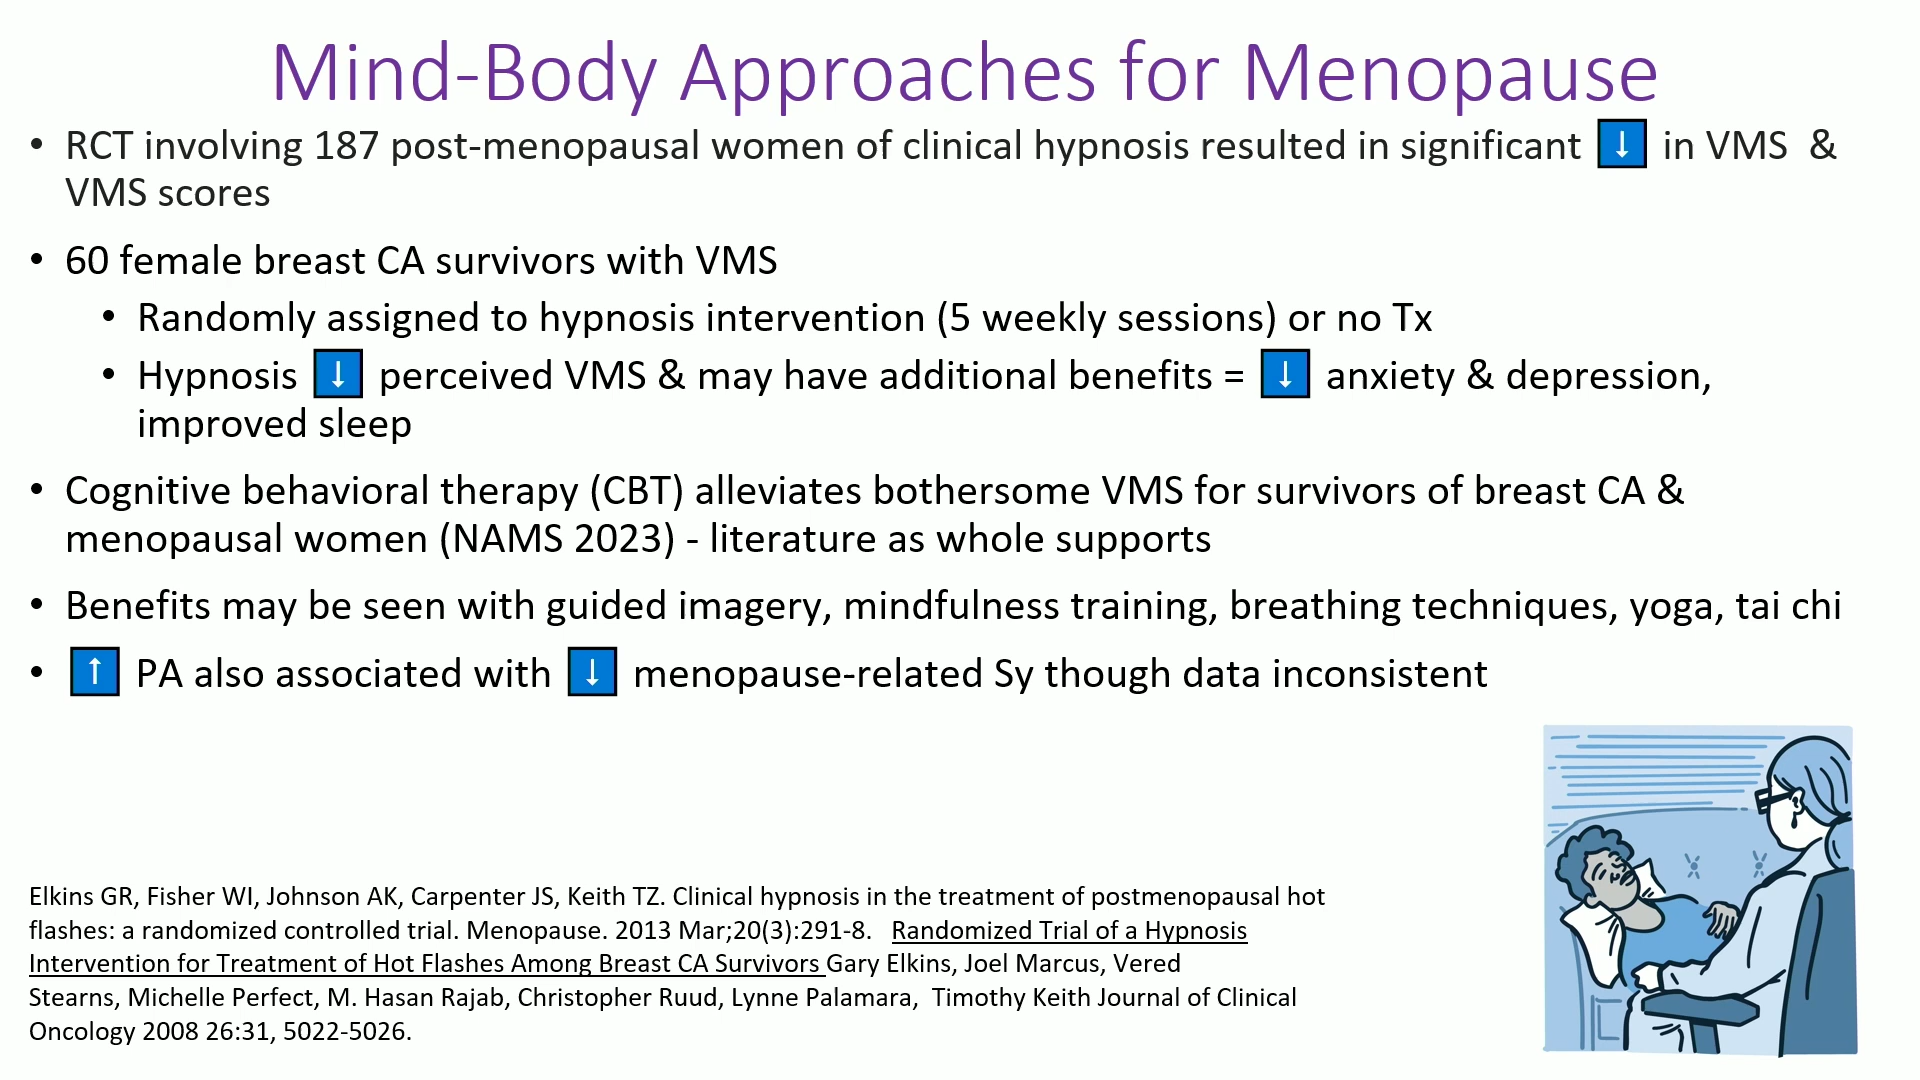 Mind-Body Approaches for Menopause
• RCT involving 187 post-menopausal women of clinical hypnosis resulted in significant ↓ in VMS & 
VMS scores
• 60 female breast CA survivors with VMS
• Randomly assigned to hypnosis intervention (5 weekly sessions) or no Tx
• Hypnosis ↓ perceived VMS & may have additional benefits = ↓ anxiety & depression,
improved sleep
• Cognitive behavioral therapy (CBT) alleviates bothersome VMS for survivors of breast CA &
menopausal women (NAMS 2023) - literature as whole supports
• Benefits may be seen with guided imagery, mindfulness training, breathing techniques, yoga, tai chi
• ↑ PA also associated with ↓ menopause-related Sy though data inconsistent
Elkins GR, Fisher WI, Johnson AK, Carpenter JS, Keith TZ. Clinical hypnosis in the treatment of postmenopausal hot
flashes: a randomized controlled trial. Menopause. 2013 Mar;20(3):291-8. Randomized Trial of a Hypnosis
Intervention for Treatment of Hot Flashes Among Breast CA Survivors Gary Elkins, Joel Marcus, Vered
Stearns, Michelle Perfect, M. Hasan Rajab, Christopher Ruud, Lynne Palamara, Timothy Keith Journal of Clinical
Oncology 2008 26:31, 5022-5026.